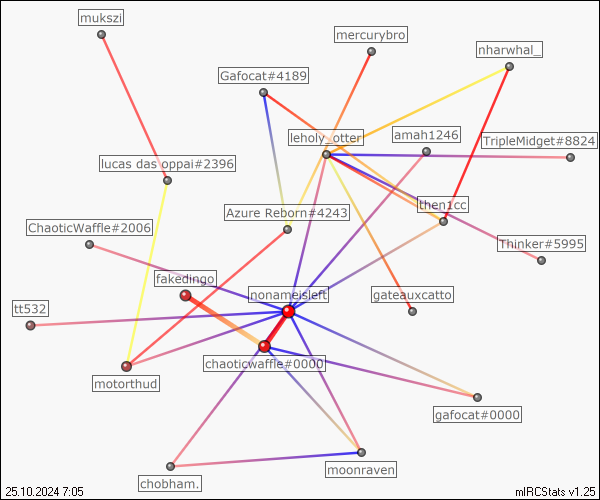 mukszi
mercurybro
nharwhal_
Gafocat#4189
leholy_otter
amah1246
TripleMidget#8824
lucas das oppai#2396
then1cc
Azure Reborn#4243
ChaoticWaffle#2006
Thinker#5995
fakedingo
nonameisleft
gateauxcatto
tt532
chaoticwaffle#0000
motorthud
gafocat#0000
moonraven
chobham.
25.10.2024 7:05
mIRCStats v1.25